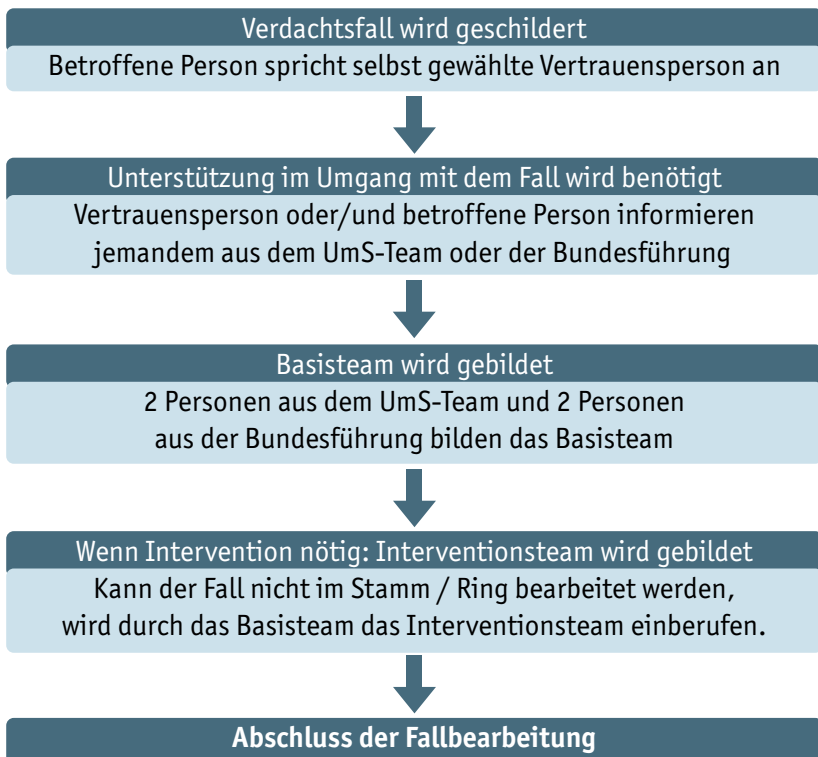 Verdachtsfall wird geschildert
Betroffene Person spricht selbst gewählte Vertrauensperson an
Unterstützung im Umgang mit dem Fall wird benötigt
Vertrauensperson oder/und betroffene Person informieren
jemandem aus dem UmS-Team oder der Bundesführung
Basisteam wird gebildet
2 Personen aus dem UmS-Team und 2 Personen
aus der Bundesführung bilden das Basisteam
Wenn Intervention nötig: Interventionsteam wird gebildet
Kann der Fall nicht im Stamm / Ring bearbeitet werden,
wird durch das Basisteam das Interventionsteam einberufen.
Abschluss der Fallbearbeitung